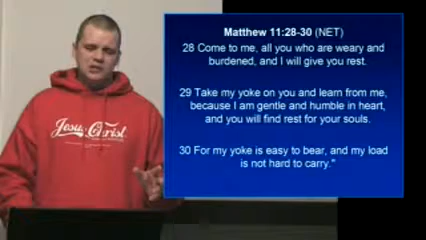 Matthew 11:28-30 (NET)
28 Come to me, all you who are weary and
burdened, and I will give you rest.
29 Take my yoke on you and learn from me,
because I am gentle and humble in heart,
and you will find rest for your souls.
30 For my yoke is easy to bear, and my load
is not hard to carry."
Jesus Christ